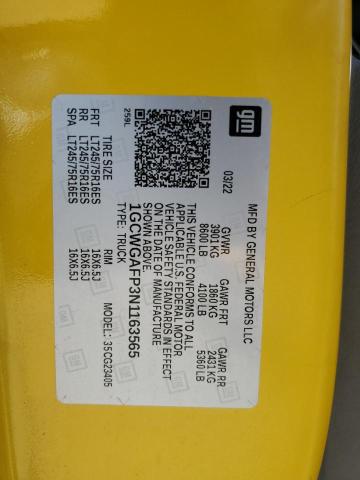 gm
MFD BY GENERAL MOTORS LLC
03/22
GVWR GAWR FRT GAWR RR
3901 KG 1860 KG 2431 KG
8600 LB 4100 LB 5360 LB
THIS VEHICLE CONFORMS TO ALL
APPLICABLE U.S. FEDERAL MOTOR
VEHICLE SAFETY STANDARDS IN EFFECT
ON THE DATE OF MANUFACTURE
SHOWN ABOVE.
1GCWGAFP3N1163565
259L
TYPE: TRUCK MODEL: 35CG23405
TIRE SIZE RIM
FRT LT245/75R16ES 16X6.5J
RR LT245/75R16ES 16X6.5J
SPA LT245/75R16ES 16X6.5J